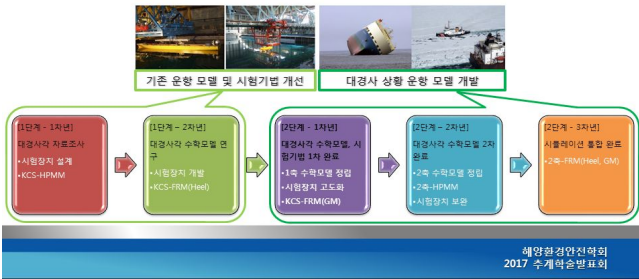 기존 운항 모델 및 시험기법 개선
대경사 상황 운항 모델 개발
[1단계 - 1차년]
대경사각 자료조사
•시험장치 설계
•KCS-HPMM
[1단계 – 2차년]
대경사각 수학모델 연
구
•시험장치 개발
•KCS-FRM(Heel)
[2단계 - 1차년]
대경사각 수학모델, 시
험기법 1차 완료
•1축 수학모델 정립
•시험장치 고도화
•KCS-FRM(GM)
[2단계 – 2차년]
대경사각 수학모델 2차
완료
•2축 수학모델 정립
•2축-HPMM
•시험장치 보완
[2단계 - 3차년]
시뮬레이션 통합 완료
•2축-FRM(Heel, GM)
해양환경안전학회
2017 추계학술발표회